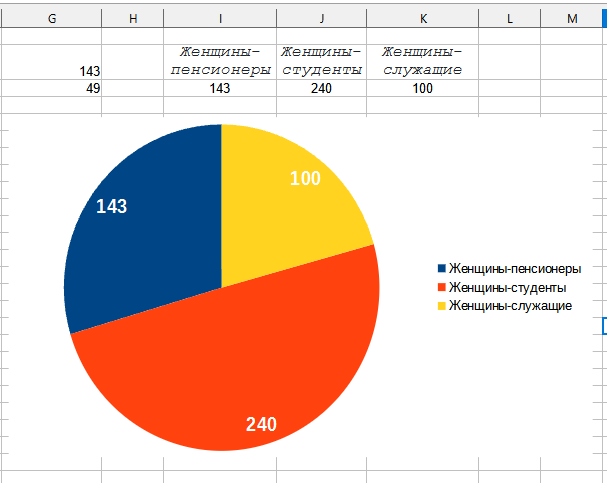 G H I J K L M
Женщины- Женщины- Женщины-
143 пенсионеры студенты служащие
49 143 240 100
100
143
Женщины-пенсионеры
Женщины-студенты
Женщины-служащие
240